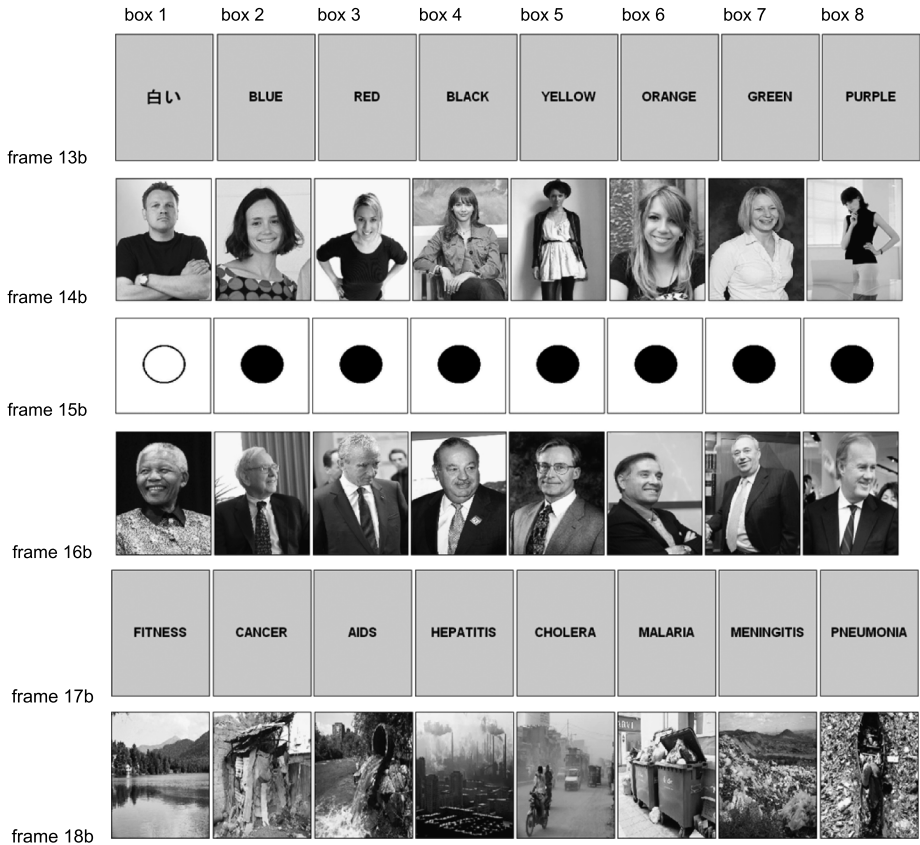 box 1 box 2 box 3 box 4 box 5 box 6 box 7 box 8
白い BLUE RED BLACK YELLOW ORANGE GREEN PURPLE
frame 13b
frame 14b
frame 15b
frame 16b
FITNESS CANCER AIDS HEPATITIS CHOLERA MALARIA MENINGITIS PNEUMONIA
frame 17b
frame 18b